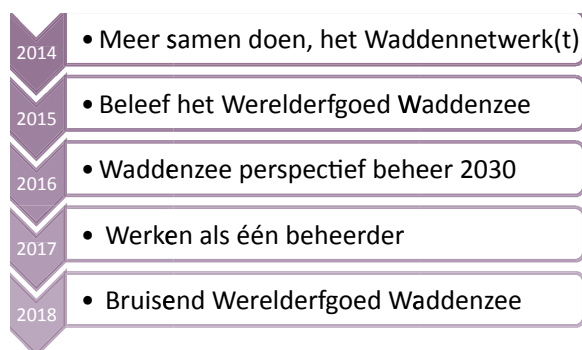 2014 • Meer samen doen, het Waddennetwerk(t)
2015 • Beleef het Werelderfgoed Waddenzee
2016 • Waddenzee perspectief beheer 2030
2017 • Werken als één beheerder
2018 • Bruisend Werelderfgoed Waddenzee